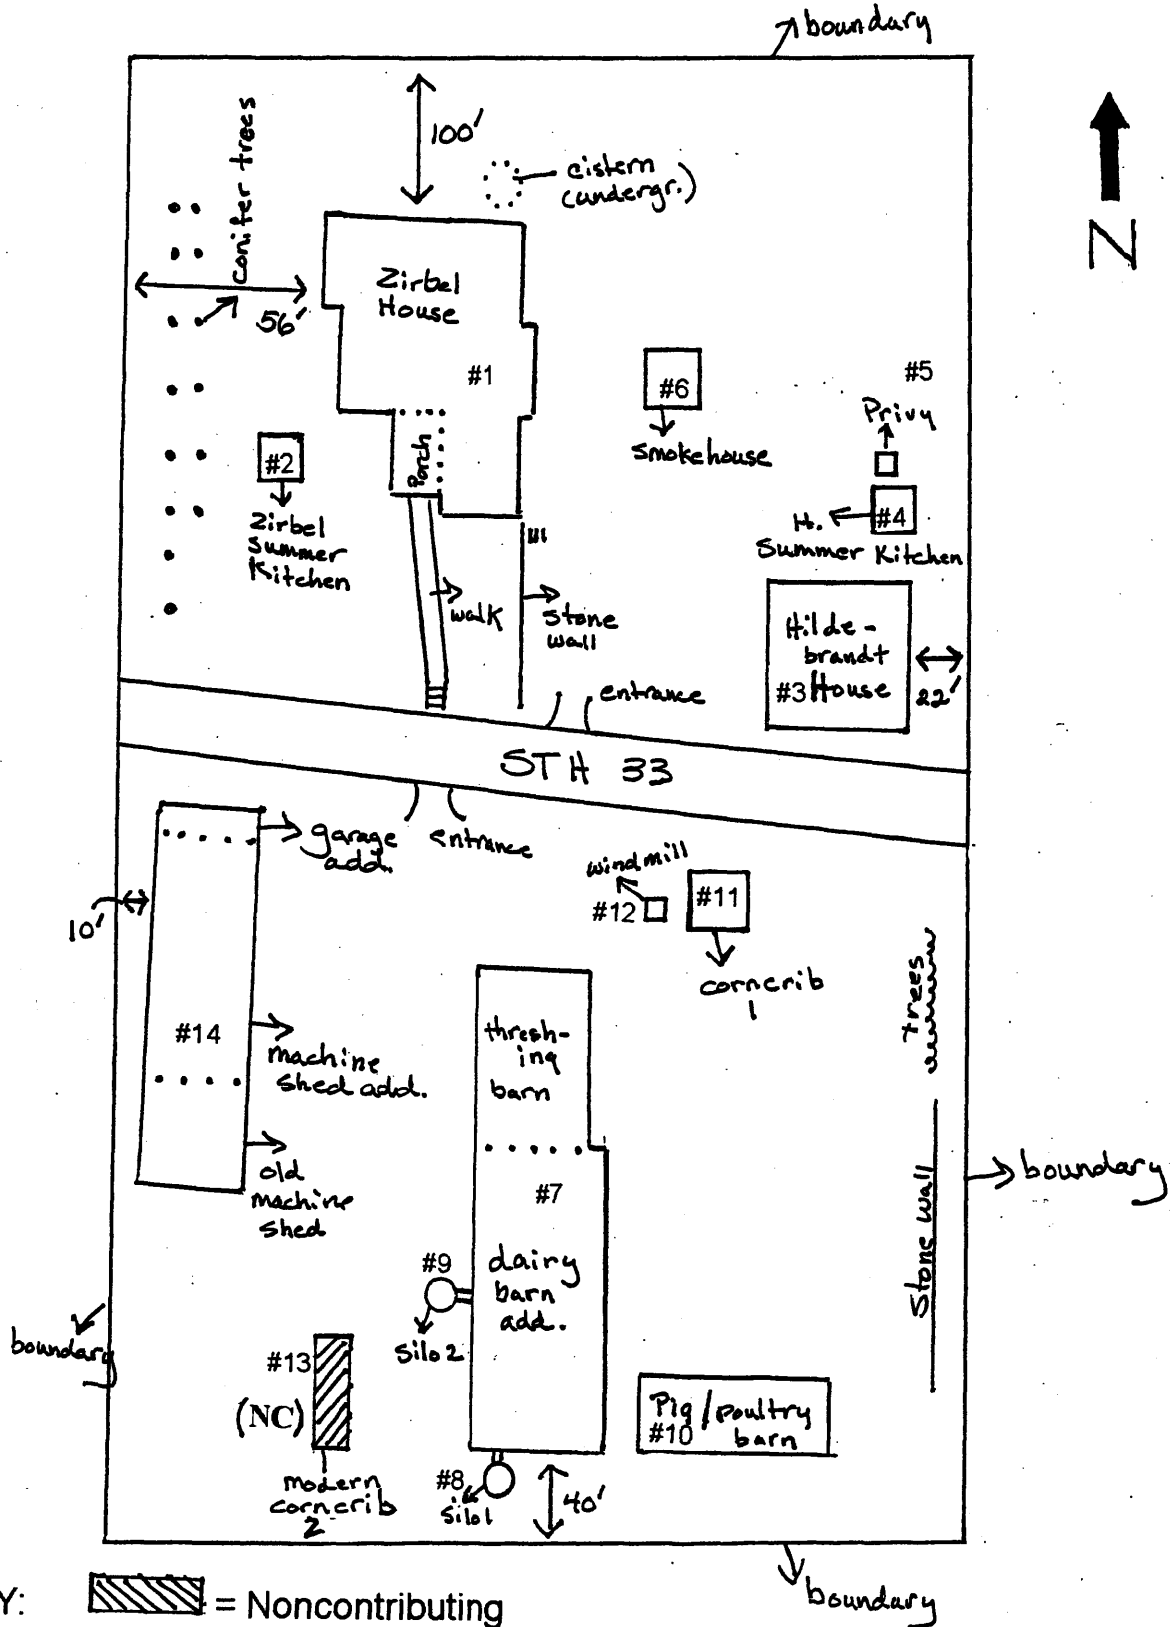 boundary
100'
conifer trees
cistern
(undergr.)
N
Zirbel
House
56'
#1
#6
smokehouse
#5
Privy
#2
Zirbel
Summer
Kitchen
Porch
#4
H.
Summer Kitchen
walk
stone
wall
Hilde-
brandt
#3 House
22'
entrance
STH 33
garage
add.
entrance
windmill
#12
#11
corncrib
1
10'
#14
machine
shed add.
old
machine
shed
thresh-
ing
barn
trees
Stone wall
boundary
#7
dairy
barn
add.
#9
Silo 2
boundary
#13
(NC)
modern
corncrib
2
#8
Silo 1
40'
Pig / poultry
#10 barn
boundary
Y:
= Noncontributing